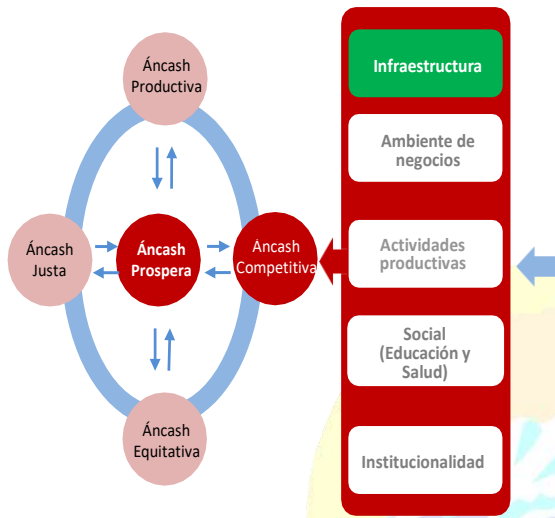 Áncash
Productiva
Áncash
Justa
Áncash
Prospera
Áncash
Competitiva
Áncash
Equitativa
Infraestructura
Ambiente de
negocios
Actividades
productivas
Social
(Educación y
Salud)
Institucionalidad